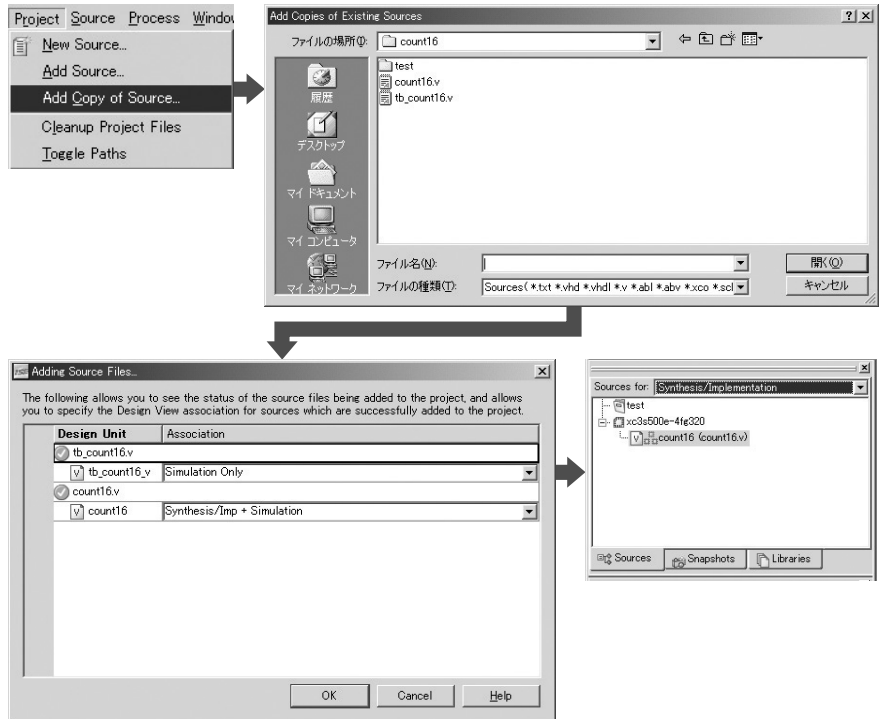 Project Source Process Window
New Source...
Add Source...
Add Copy of Source...
Cleanup Project Files
Toggle Paths
Add Copies of Existing Sources
ファイルの場所(I):
count16
test
count16.v
tb_count16.v
履歴
デスクトップ
マイ ドキュメント
マイ コンピュータ
マイ ネットワーク
ファイル名(N):
開く(O)
ファイルの種類(T):
Sources( *.txt *.vhd *.vhdl *.v *.abl *.abv *.xco *.scl
キャンセル
Adding Source Files...
The following allows you to see the status of the source files being added to the project, and allows
you to specify the Design View association for sources which are successfully added to the project.
Design Unit Association
tb_count16.v
tb_count16_v Simulation Only
count16.v
count16 Synthesis/Imp + Simulation
OK Cancel Help
Sources for: Synthesis/Implementation
test
xc3s500e-4fg320
count16 (count16.v)
Sources Snapshots Libraries